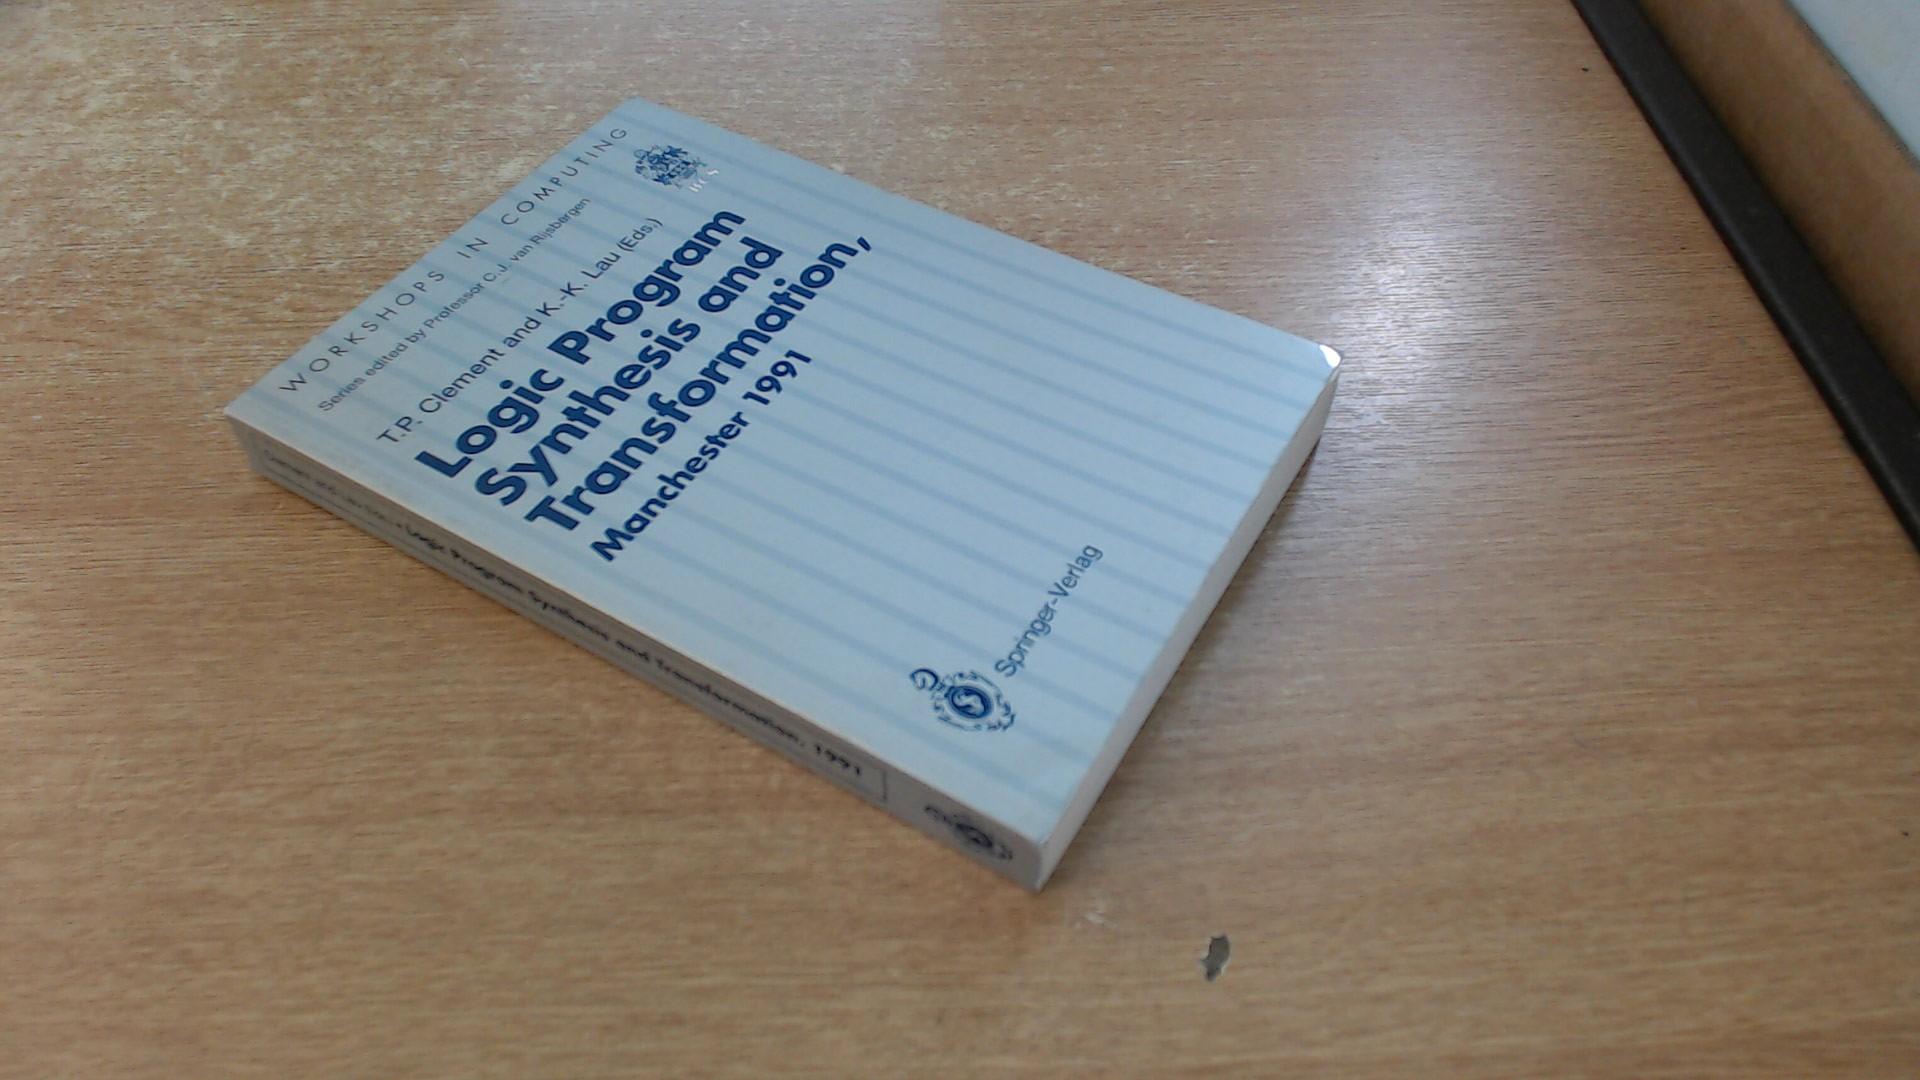 WORKSHOPS IN COMPUTING
Series edited by Professor C.J. van Rijsbergen
BCS
T.P. Clement and K.-K. Lau (Eds.)
Logic Program
Synthesis and
Transformation,
Manchester 1991
Springer-Verlag
Logic Program Synthesis and Transformation, 1991